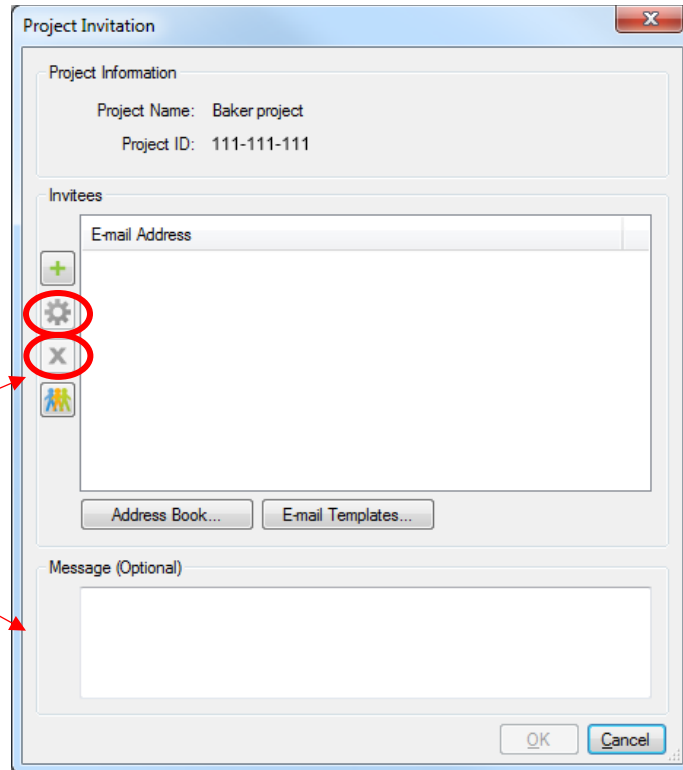 Project Invitation
Project Information
Project Name: Baker project
Project ID: 111-111-111
Invitees
E-mail Address
Address Book...
E-mail Templates...
Message (Optional)
OK
Cancel